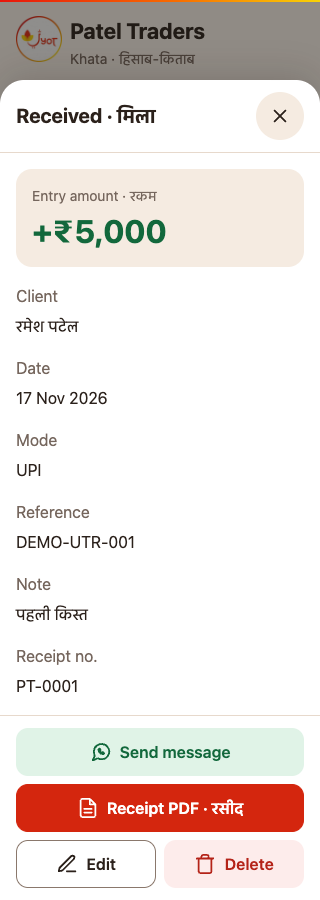 Jyot
Patel Traders
Khata · हिसाब-किताब
Received · मिला
Entry amount · रकम
+₹5,000
Client
रमेश पटेल
Date
17 Nov 2026
Mode
UPI
Reference
DEMO-UTR-001
Note
पहली किस्त
Receipt no.
PT-0001
Send message
Receipt PDF · रसीद
Edit
Delete